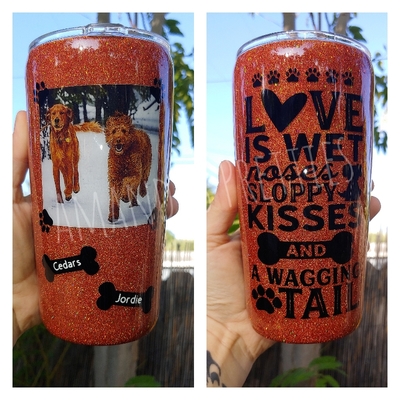 Cedars
Jordie
LOVE
IS WET
noses
SLOPPY
KISSES
AND
A WAGGING
TAIL